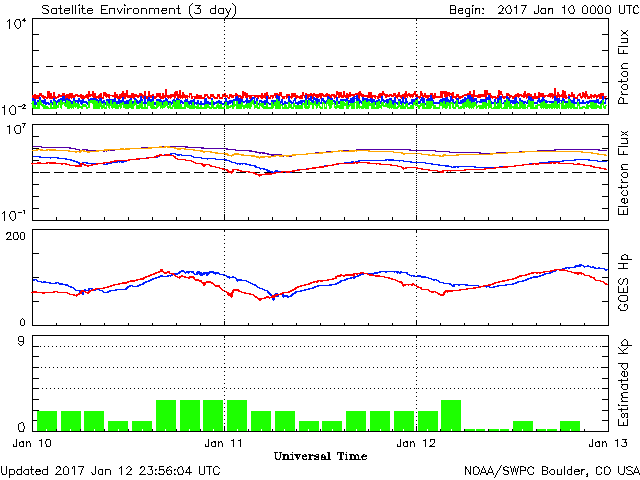 Satellite Environment (3 day) Begin: 2017 Jan 10 0000 UTC
10⁴
Proton Flux
10⁻²
10⁷
Electron Flux
10⁻¹
200
GOES Hp
0
9
Estimated Kp
0
Jan 10 Jan 11 Jan 12 Jan 13
Universal Time
Updated 2017 Jan 12 23:56:04 UTC NOAA/SWPC Boulder, CO USA